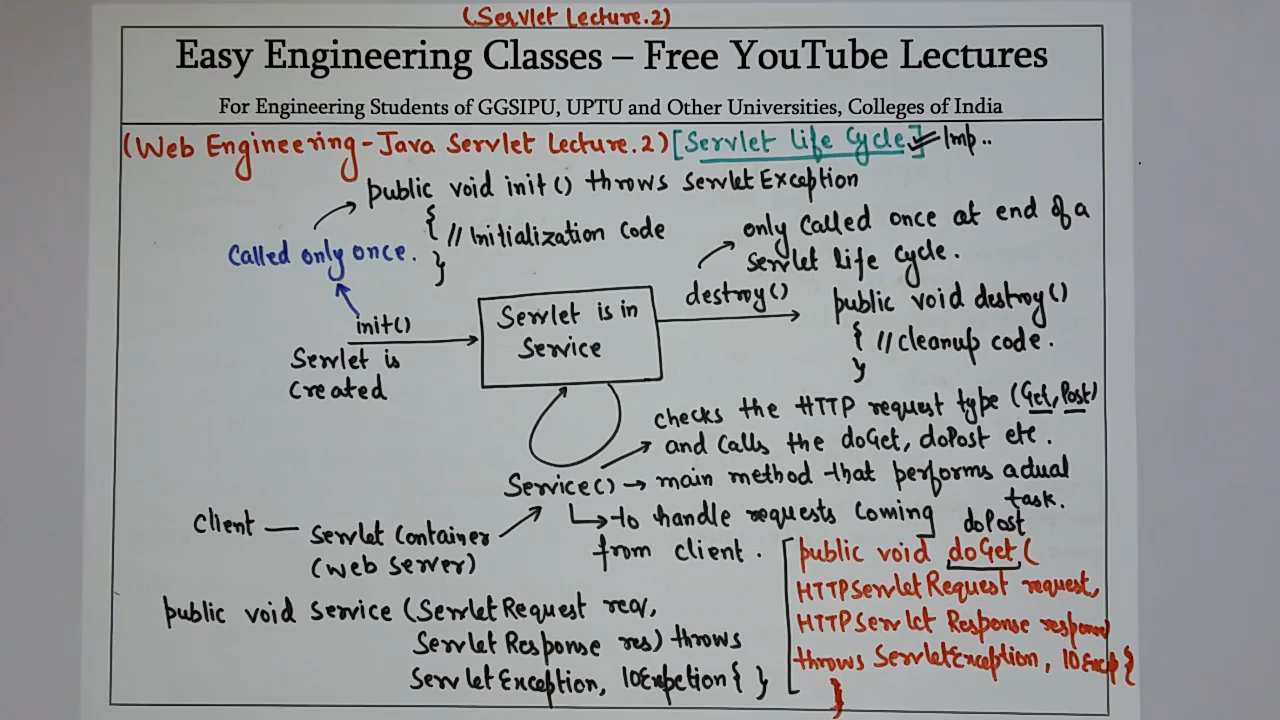 (Servlet Lecture.2)
Easy Engineering Classes – Free YouTube Lectures
For Engineering Students of GGSIPU, UPTU and Other Universities, Colleges of India
(Web Engineering-Java Servlet Lecture.2) [Servlet life Cycle] Imp..
public void init() throws ServletException
{
// Initialization Code
}
Called only once.
init()
Servlet is
Created
Servlet is in
Service
destroy()
only Called once at end of a
Servlet life Cycle.
public void destroy()
{ //cleanup code.
}
checks the HTTP request type (Get, Post)
and Calls the doGet, doPost etc.
Service() → main method that performs actual
task.
to handle requests Coming
from client.
Client — Servlet Container
(Web Server)
public void Service (ServletRequest req,
Servlet Response res) throws
ServletException, IOExpection{ }
doPost
public void doGet(
HTTPServletRequest request,
HTTPServlet Response response)
throws ServletException, IOExcep {
}